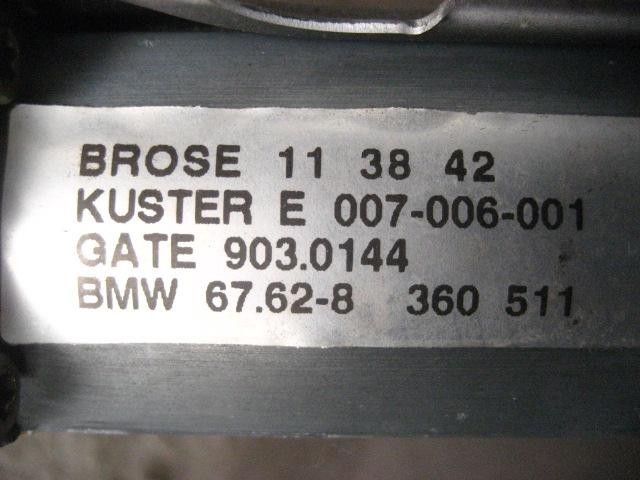 BROSE 11 38 42
KUSTER E 007-006-001
GATE 903.0144
BMW 67.62-8 360 511